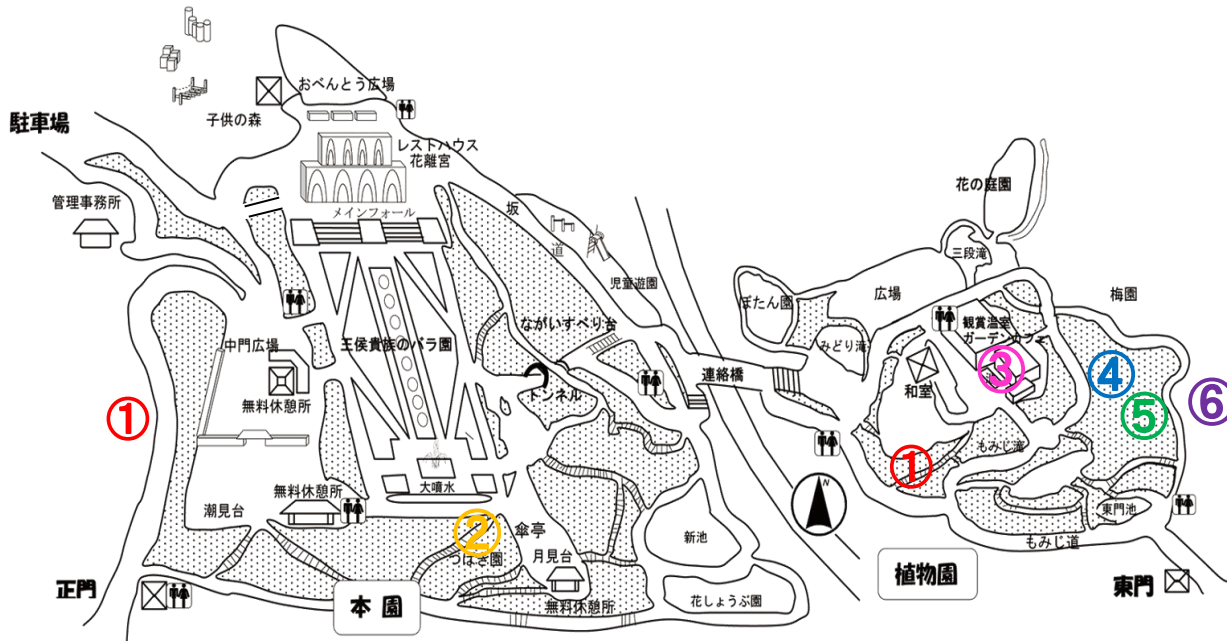 おべんとう広場
子供の森
駐車場
レストハウス
花離宮
花の庭園
管理事務所
メインフォール
坂
道
三段滝
児童遊園
ぼたん園
広場
梅園
ながいすべり台
観賞温室
ガーデンカフェ
中門広場
王侯貴族のバラ園
みどり滝
連絡橋
③
④
和室
トンネル
無料休憩所
①
⑤
⑥
もみじ滝
①
大噴水
無料休憩所
N
潮見台
②
傘亭
東門池
つばき園
月見台
新池
もみじ道
正門
本園
無料休憩所
花しょうぶ園
植物園
東門